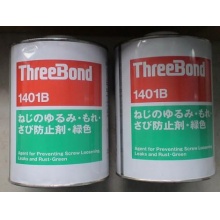 ThreeBond
1401B
ねじのゆるみ・もれ・
さび防止剤・緑色
Agent for Preventing Screw Loosening,
Leaks and Rust-Green
ThreeBond
1401B
ねじのゆるみ・もれ・
さび防止剤・緑色
Agent for Preventing Screw Loosening,
Leaks and Rust-Green